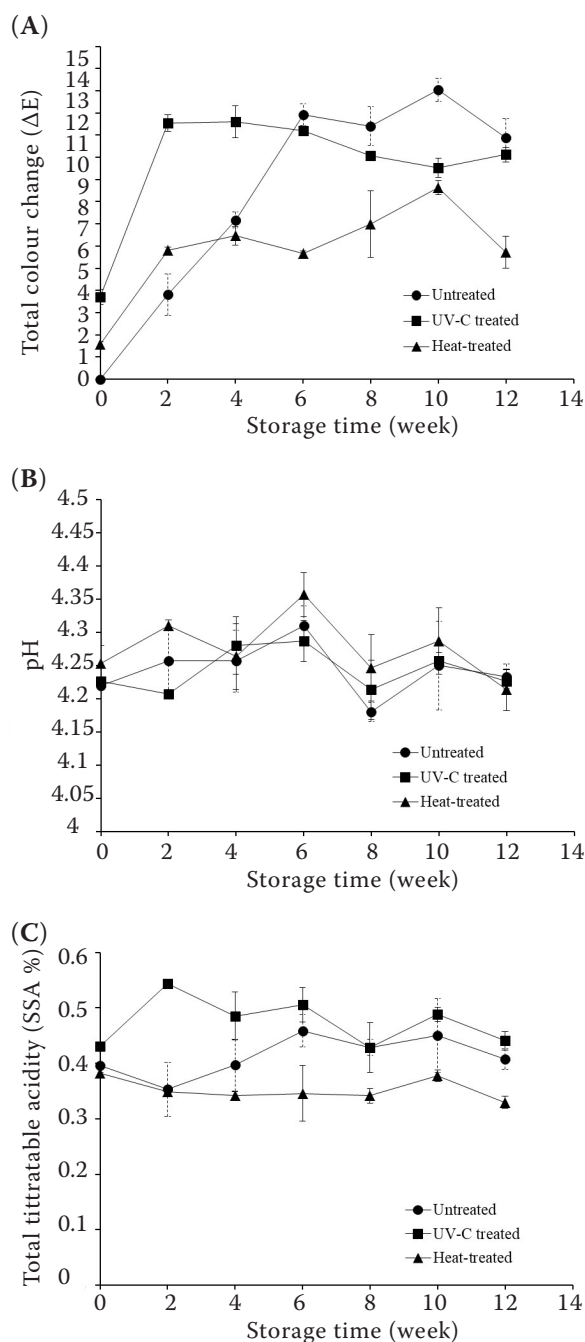 (A)
Total colour change (ΔE)
15
14
13
12
10
9
8
7
6
5
4
3
2
1
0
0 2 4 6 8 10 12 14
Storage time (week)
Untreated
UV-C treated
Heat-treated
(B)
pH
4.5
4.45
4.4
4.35
4.3
4.25
4.2
4.15
4.1
4.05
4
0 2 4 6 8 10 12 14
Storage time (week)
Untreated
UV-C treated
Heat-treated
(C)
Total tittratable acidity (SSA %)
0.6
0.5
0.4
0.3
0.2
0.1
0
0 2 4 6 8 10 12 14
Storage time (week)
Untreated
UV-C treated
Heat-treated